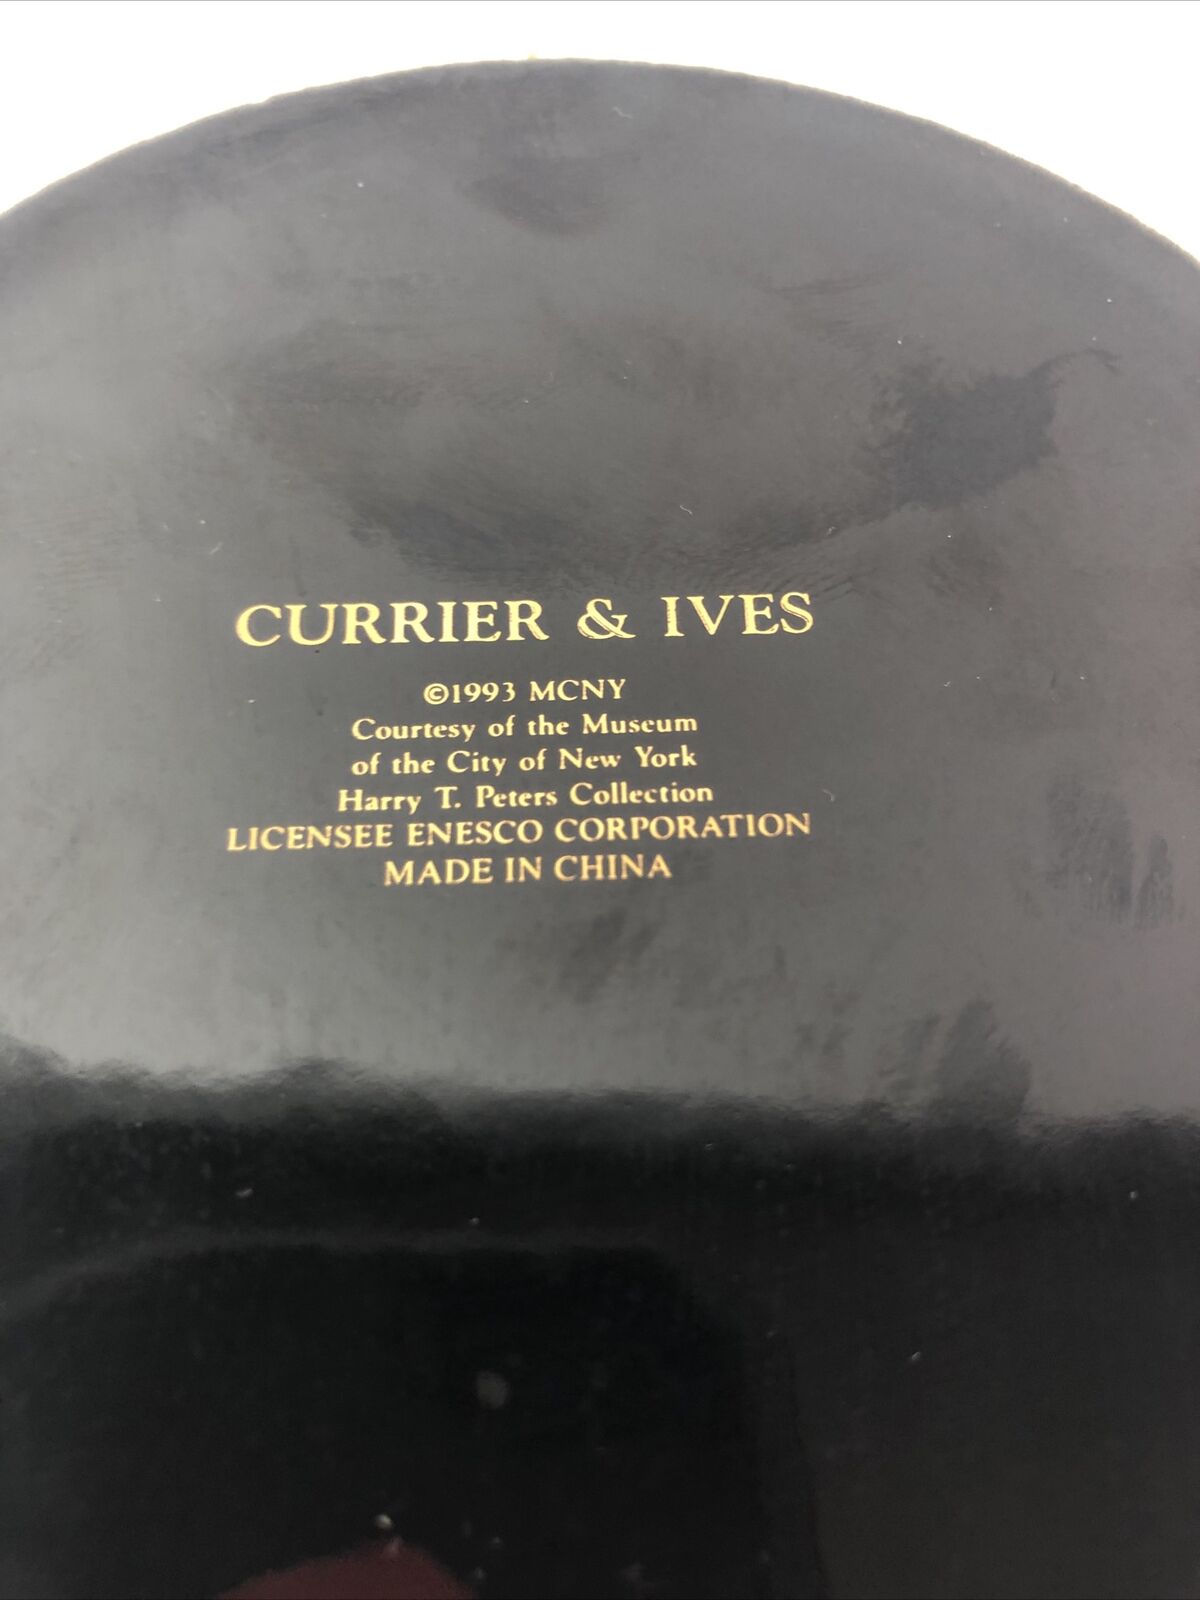 CURRIER & IVES
©1993 MCNY
Courtesy of the Museum
of the City of New York
Harry T. Peters Collection
LICENSEE ENESCO CORPORATION
MADE IN CHINA